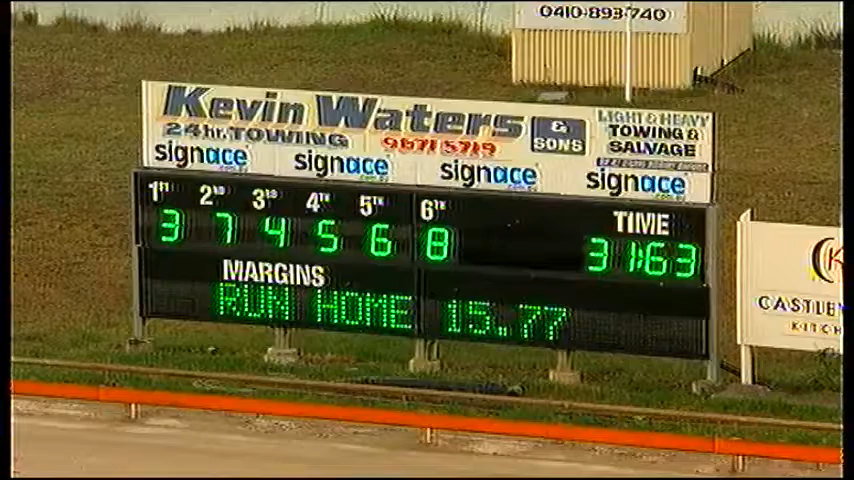 0410-893-740
Kevin Waters & SONS
24hr. TOWING 9671 5719
LIGHT & HEAVY
TOWING &
SALVAGE
signace signace signace signace
1ST 2ND 3RD 4TH 5TH 6TH TIME
3 7 4 5 6 8 31:63
MARGINS
RUN HOME 15.77
CASTLE
KITCH